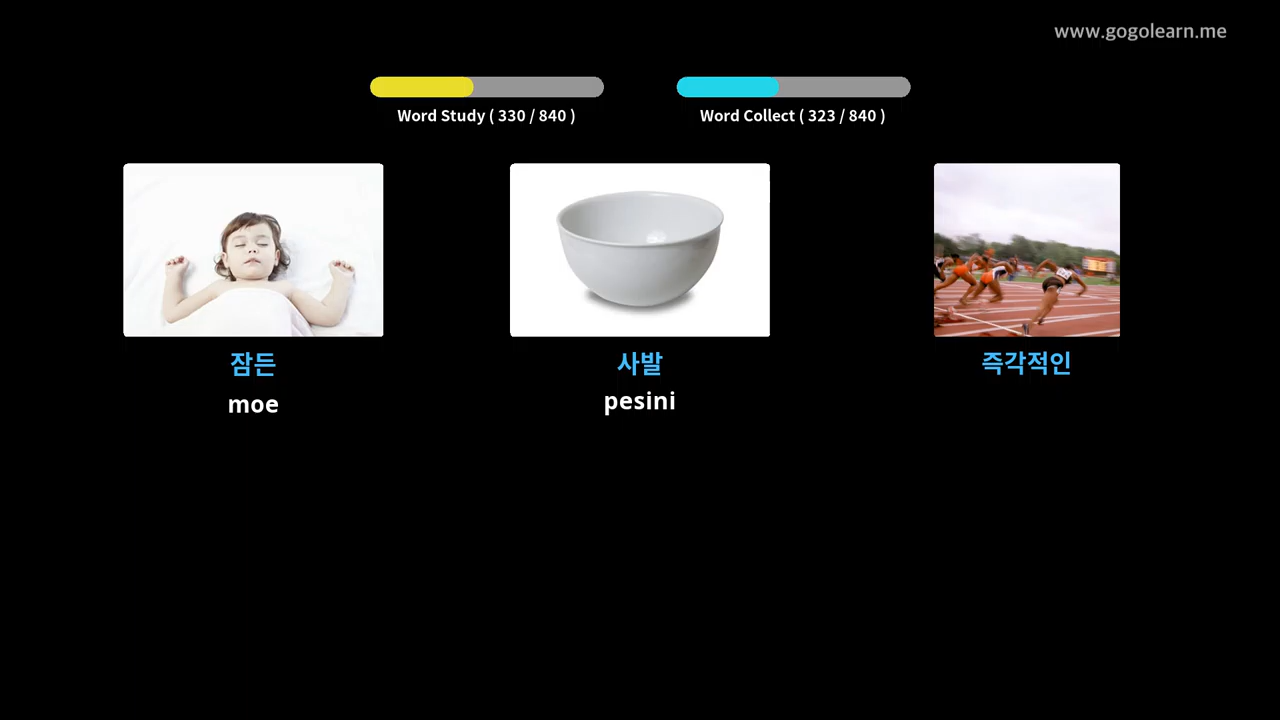 www.gogolearn.me
Word Study ( 330 / 840 )
Word Collect ( 323 / 840 )
잠든
사발
즉각적인
moe
pesini